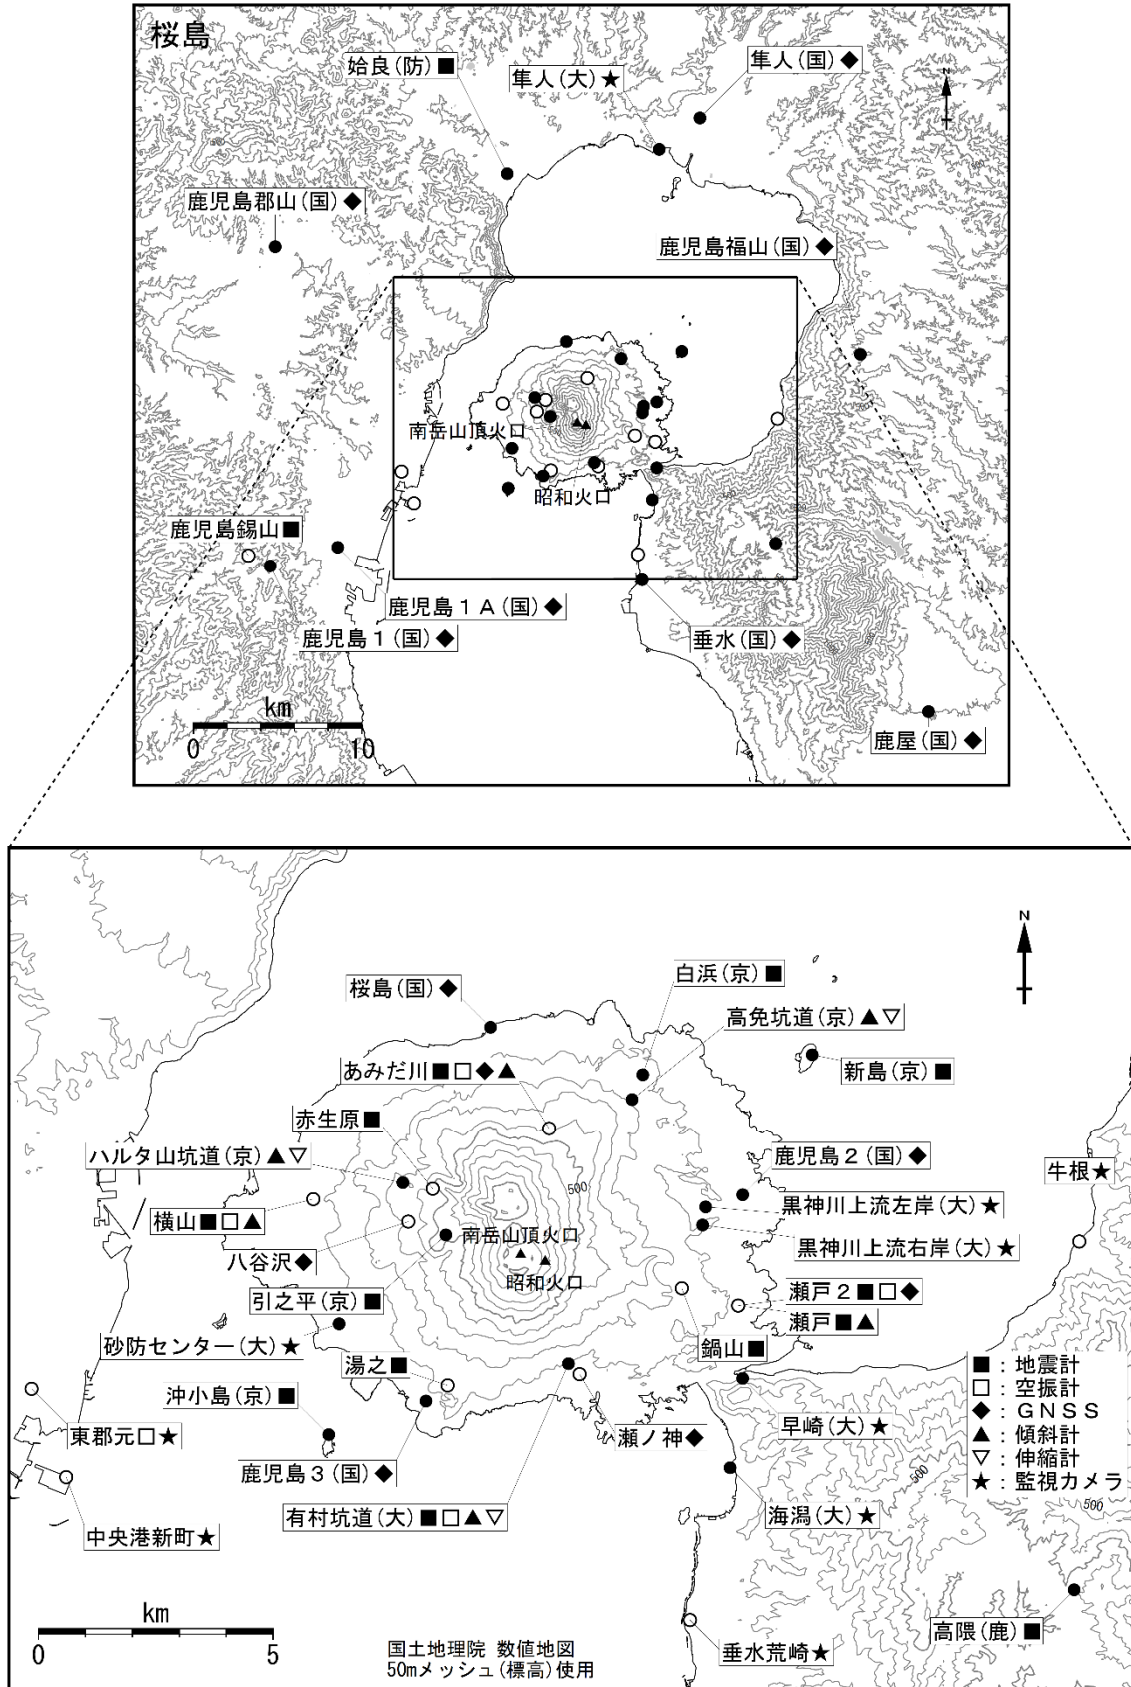 桜島
姶良(防)■
隼人(大)★
隼人(国)◆
N
鹿児島郡山(国)◆
鹿児島福山(国)◆
500
南岳山頂火口
昭和火口
鹿児島錫山■
鹿児島1A(国)◆
鹿児島1(国)◆
垂水(国)◆
km
0 10
鹿屋(国)◆
N
白浜(京)■
桜島(国)◆
高免坑道(京)▲▽
あみだ川■□◆▲
新島(京)■
赤生原■
ハルタ山坑道(京)▲▽
鹿児島2(国)◆
牛根★
500
横山■□▲
黒神川上流左岸(大)★
南岳山頂火口
黒神川上流右岸(大)★
八谷沢◆
昭和火口
瀬戸2■□◆
引之平(京)■
瀬戸■▲
砂防センター(大)★
鍋山■
湯之■
■:地震計
□:空振計
◆:GNSS
▲:傾斜計
▽:伸縮計
★:監視カメラ
沖小島(京)■
早崎(大)★
東郡元□★
瀬ノ神◆
鹿児島3(国)◆
500
500
有村坑道(大)■□▲▽
海潟(大)★
中央港新町★
km
0 5
高隈(鹿)■
垂水荒崎★
国土地理院 数値地図
50mメッシュ(標高)使用